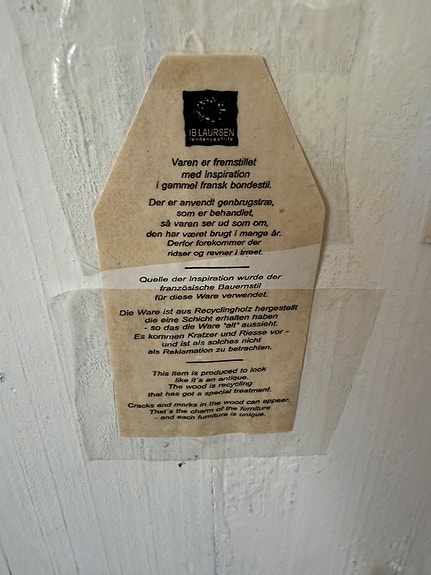 IB LAURSEN
Varen er fremstillet
med inspiration
i gammel fransk bondestil.
Der er anvendt genbrugstræ,
som er behandlet,
så varen ser ud som om,
den har været brugt i mange år.
Derfor forekommer der
ridser og revner i træet.
Quelle der Inspiration wurde der
französische Bauernstil
für diese Ware verwendet.
Die Ware ist aus Recyclingholz hergestellt
die eine Schicht erhalten haben
- so das die Ware "alt" aussieht.
Es kommen Kratzer und Riesse vor -
und ist als solches nicht
als Reklamation zu betrachten.
This item is produced to look
like it's an antique.
The wood is recycling
that has got a special treatment.
Cracks and marks in the wood can appear.
That's the charm of the furniture
- and each furniture is unique.